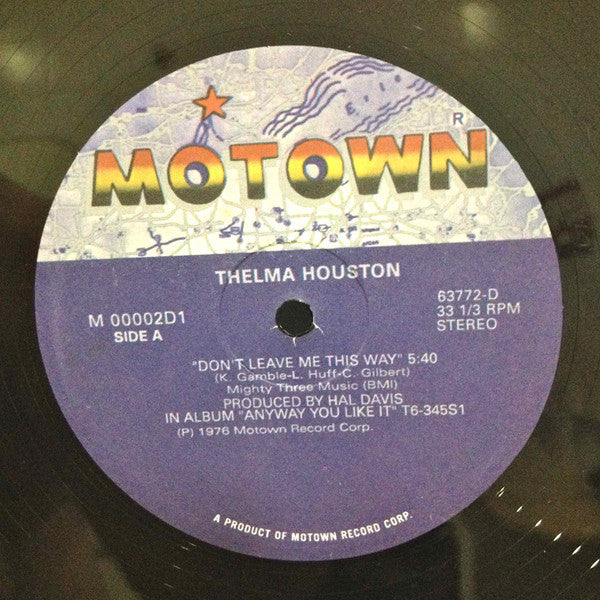 MOTOWN
R
THELMA HOUSTON
M 00002D1
SIDE A
63772-D
33 1/3 RPM
STEREO
"DON'T LEAVE ME THIS WAY" 5:40
(K. Gamble-L. Huff-C. Gilbert)
Mighty Three Music (BMI)
PRODUCED BY HAL DAVIS
IN ALBUM "ANYWAY YOU LIKE IT" T6-345S1
(P) 1976 Motown Record Corp.
A PRODUCT OF MOTOWN RECORD CORP.